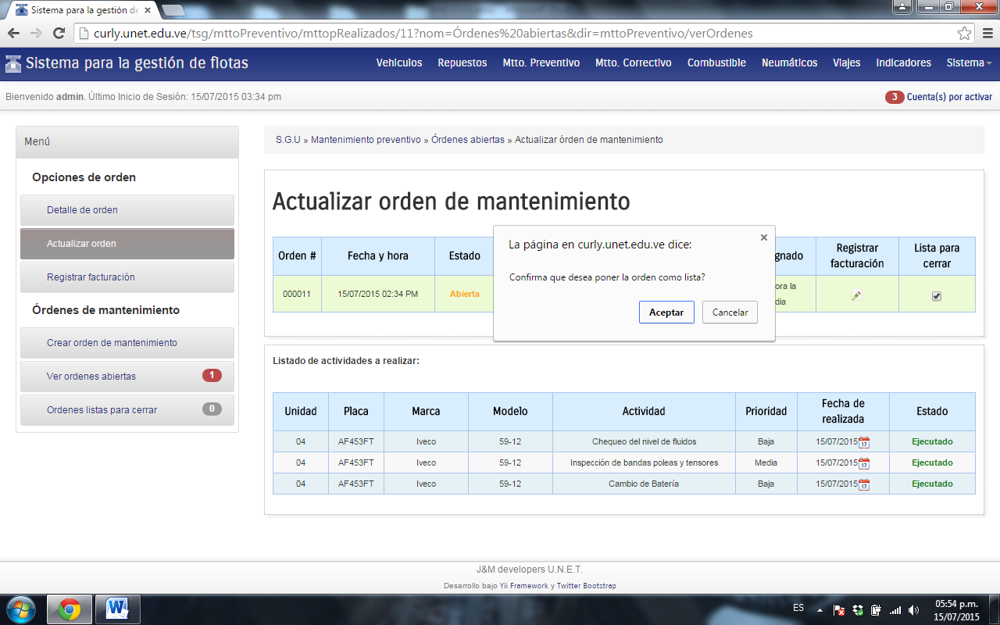 Sistema para la gestión de
curly.unet.edu.ve/tsg/mttoPreventivo/mttopRealizados/11?nom=Órdenes%20abiertas&dir=mttoPreventivo/verOrdenes
Sistema para la gestión de flotas
Vehiculos Repuestos Mtto. Preventivo Mtto. Correctivo Combustible Neumáticos Viajes Indicadores Sistema
Bienvenido admin. Último Inicio de Sesión: 15/07/2015 03:34 pm
3 Cuenta(s) por activar
Menú
Opciones de orden
Detalle de orden
Actualizar orden
Registrar facturación
Órdenes de mantenimiento
Crear orden de mantenimiento
Ver ordenes abiertas 1
Ordenes listas para cerrar 0
S.G.U » Mantenimiento preventivo » Órdenes abiertas » Actualizar órden de mantenimiento
Actualizar orden de mantenimiento
Orden # Fecha y hora Estado gnado Registrar facturación Lista para cerrar
000011 15/07/2015 02:34 PM Abierta ora la dia
La página en curly.unet.edu.ve dice:
Confirma que desea poner la orden como lista?
Aceptar Cancelar
Listado de actividades a realizar:
Unidad Placa Marca Modelo Actividad Prioridad Fecha de realizada Estado
04 AF453FT Iveco 59-12 Chequeo del nivel de fluidos Baja 15/07/2015 17 Ejecutado
04 AF453FT Iveco 59-12 Inspección de bandas poleas y tensores Media 15/07/2015 17 Ejecutado
04 AF453FT Iveco 59-12 Cambio de Batería Baja 15/07/2015 17 Ejecutado
J&M developers U.N.E.T.
Desarrollo bajo Yii Framework y Twitter Bootstrap
ES
05:54 p.m.
15/07/2015